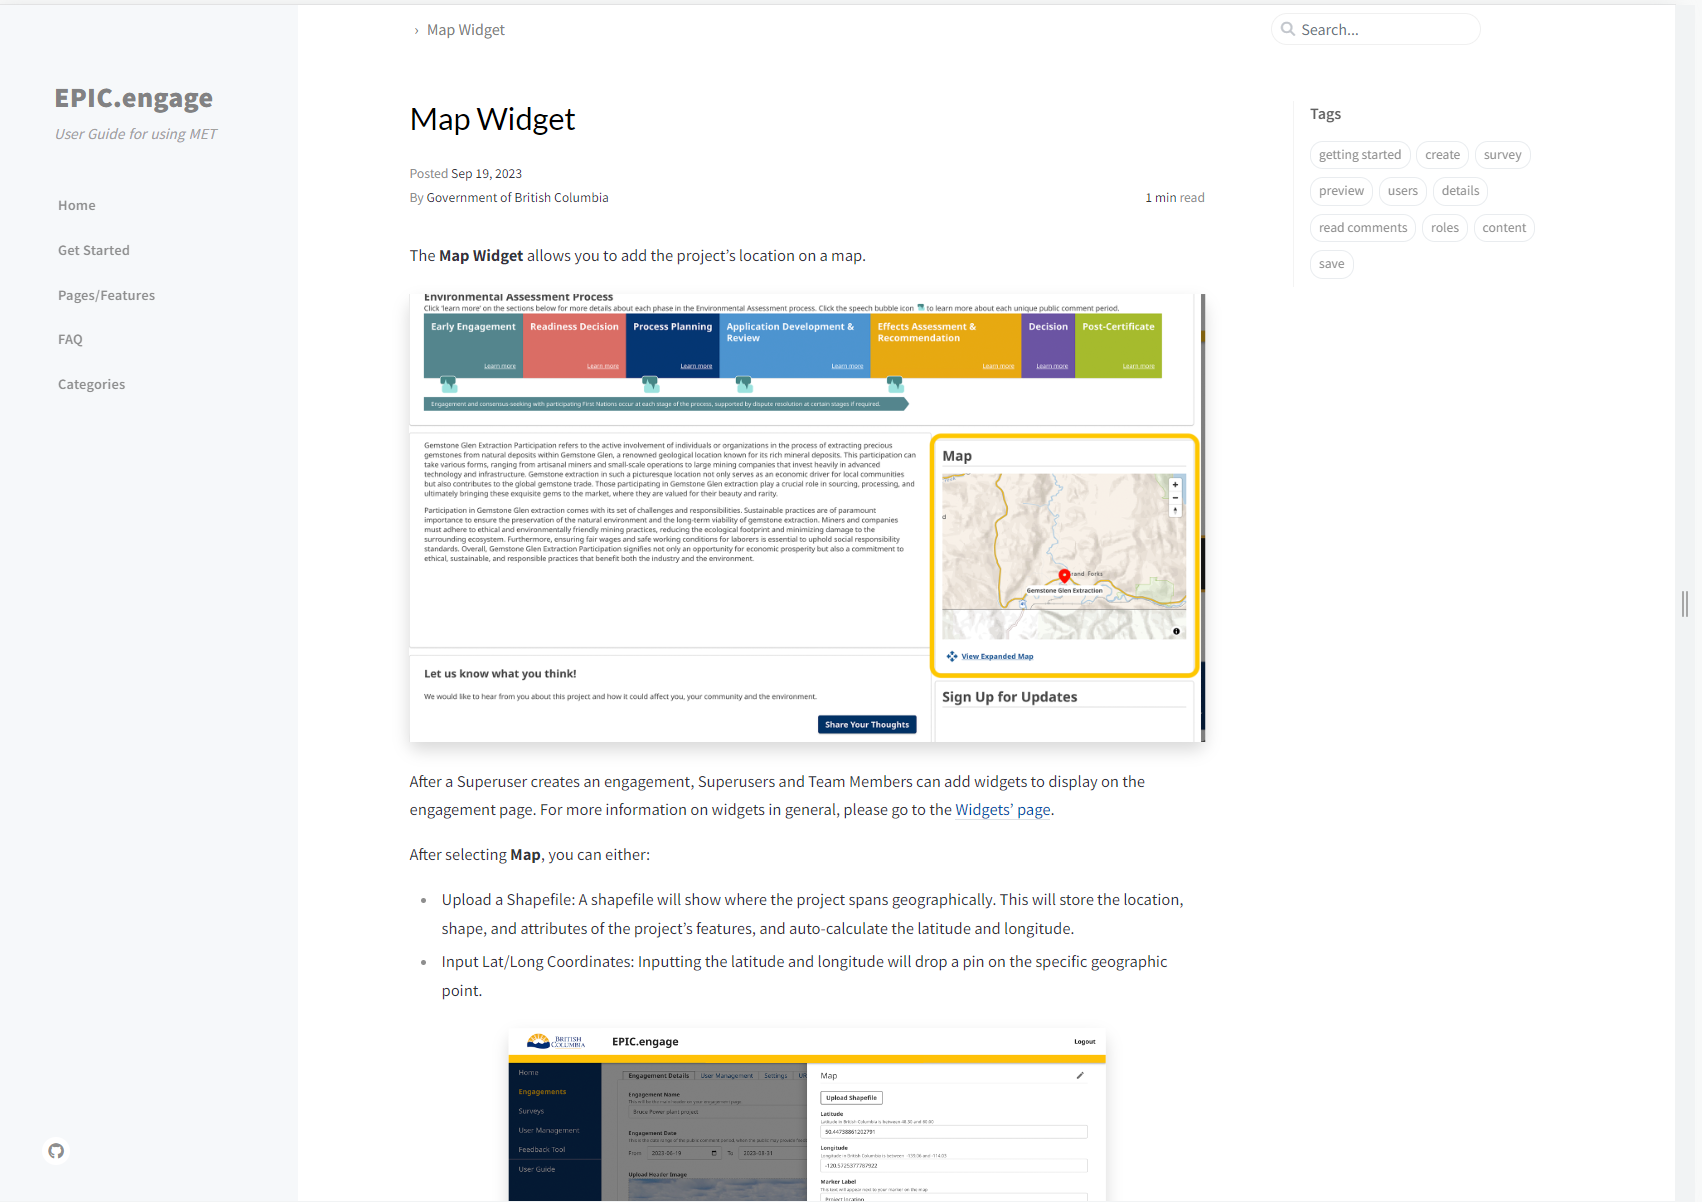 › Map Widget
Search...
EPIC.engage
User Guide for using MET
Home
Get Started
Pages/Features
FAQ
Categories
Map Widget
Posted Sep 19, 2023
By Government of British Columbia
1 min read
Tags
getting started create survey
preview users details
read comments roles content
save
The Map Widget allows you to add the project’s location on a map.
Environmental Assessment Process
Click 'learn more' on the sections below for more details about each phase in the Environmental Assessment process. Click the speech bubble icon to learn more about each unique public comment period.
Early Engagement
Learn more
Readiness Decision
Learn more
Process Planning
Learn more
Application Development &
Review
Learn more
Effects Assessment &
Recommendation
Learn more
Decision
Learn more
Post-Certificate
Learn more
Engagement and consensus-seeking with participating First Nations occur at each stage of the process, supported by dispute resolution at certain stages if required.
Gemstone Glen Extraction Participation refers to the active involvement of individuals or organizations in the process of extracting precious
gemstones from natural deposits within Gemstone Glen, a renowned geological location known for its rich mineral deposits. This participation can
take various forms, ranging from artisanal miners and small-scale operations to large mining companies that invest heavily in advanced
technology and infrastructure. Gemstone extraction in such a picturesque location not only serves as an economic driver for local communities
but also contributes to the global gemstone trade. Those participating in Gemstone Glen extraction play a crucial role in sourcing, processing, and
ultimately bringing these exquisite gems to the market, where they are valued for their beauty and rarity.
Participation in Gemstone Glen extraction comes with its set of challenges and responsibilities. Sustainable practices are of paramount
importance to ensure the preservation of the natural environment and the long-term viability of gemstone extraction. Miners and companies
must adhere to ethical and environmentally friendly mining practices, reducing the ecological footprint and minimizing damage to the
surrounding ecosystem. Furthermore, ensuring fair wages and safe working conditions for laborers is essential to uphold social responsibility
standards. Overall, Gemstone Glen Extraction Participation signifies not only an opportunity for economic prosperity but also a commitment to
ethical, sustainable, and responsible practices that benefit both the industry and the environment.
Map
Gemstone Glen Extraction
View Expanded Map
Let us know what you think!
We would like to hear from you about this project and how it could affect you, your community and the environment.
Share Your Thoughts
Sign Up for Updates
After a Superuser creates an engagement, Superusers and Team Members can add widgets to display on the
engagement page. For more information on widgets in general, please go to the Widgets’ page.
After selecting Map, you can either:
Upload a Shapefile: A shapefile will show where the project spans geographically. This will store the location,
shape, and attributes of the project’s features, and auto-calculate the latitude and longitude.
Input Lat/Long Coordinates: Inputting the latitude and longitude will drop a pin on the specific geographic
point.
BRITISH
COLUMBIA
EPIC.engage
Logout
Home
Engagements
Surveys
User Management
Feedback Tool
User Guide
Engagement Details User Management Settings
Engagement Name
Engagement Date
From 2023-06-19 To 2023-08-31
Upload Header Image
Map
Upload Shapefile
Latitude
50.44738861202791
Longitude
-120.5725377787922
Marker Label
This text will appear next to your marker on the map
Project location